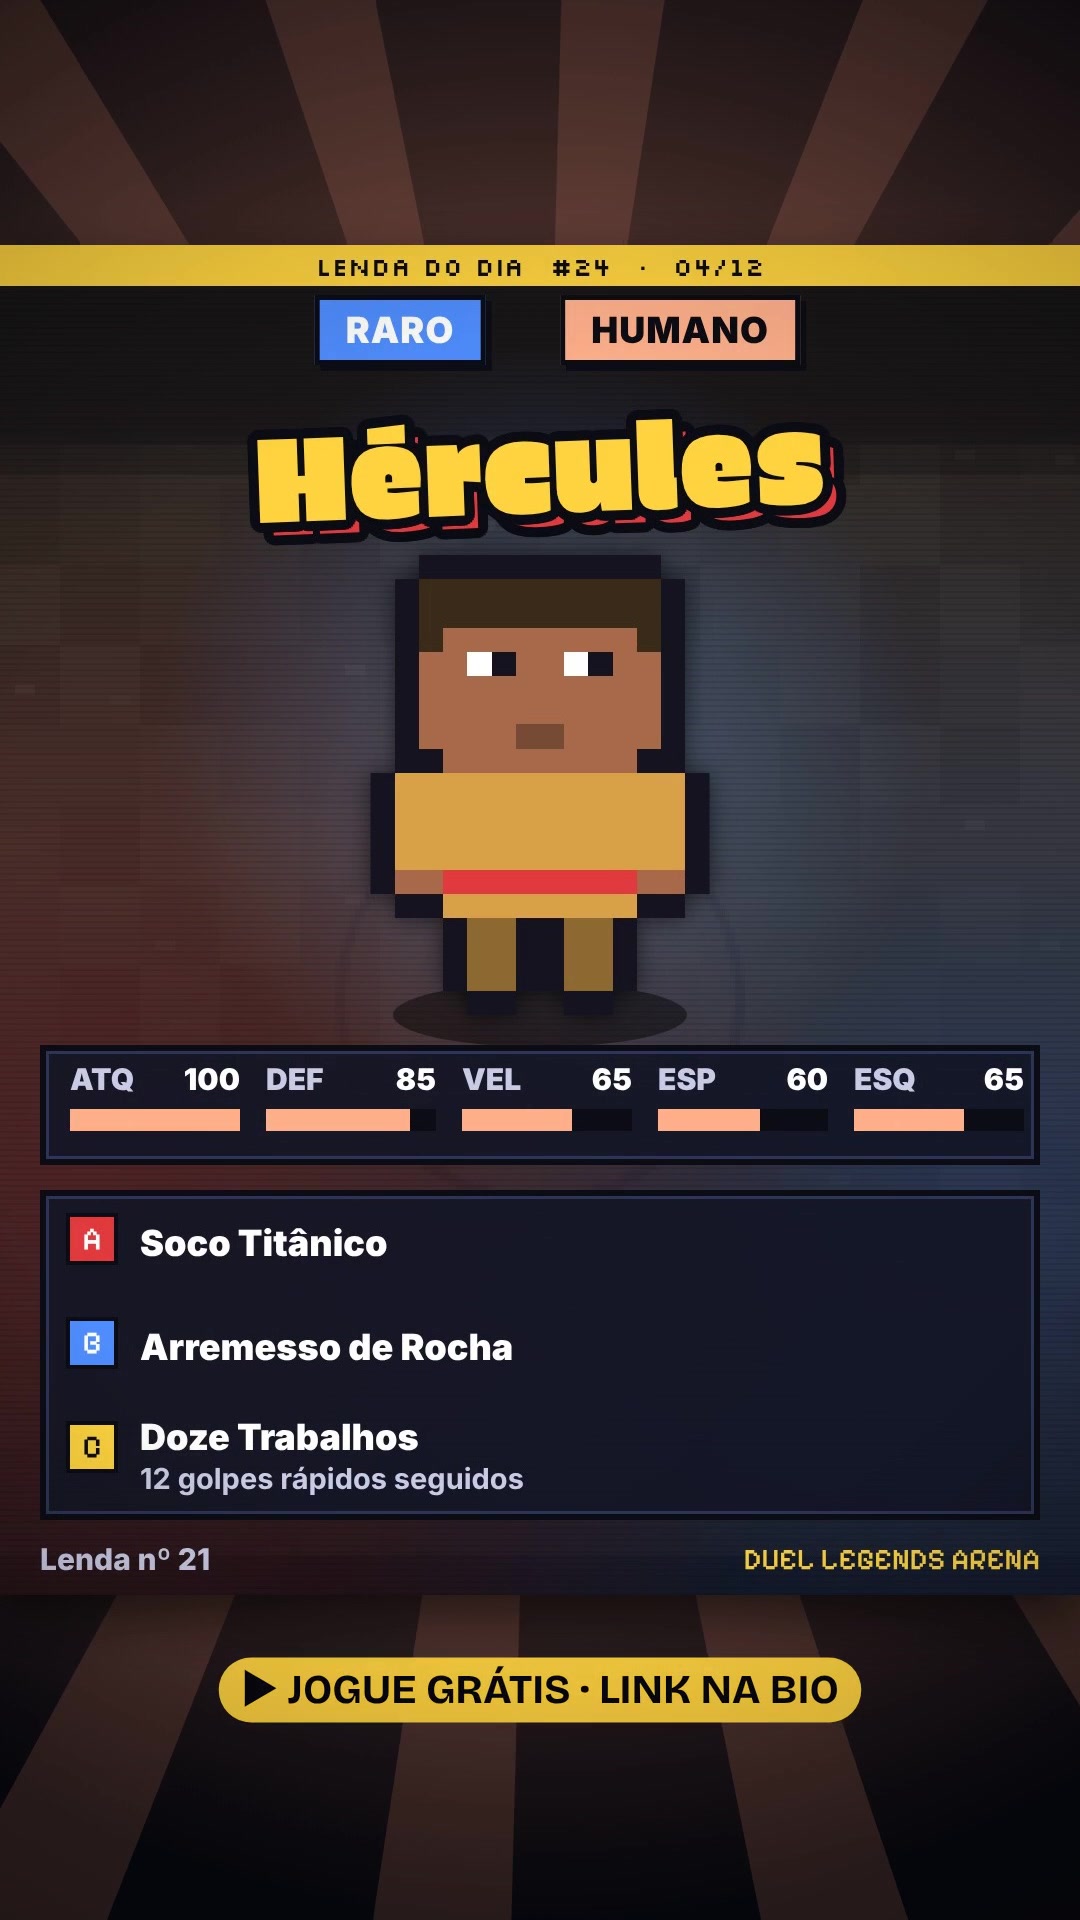 LENDA DO DIA #24 · 04/12
RARO
HUMANO
Hércules
ATQ 100 DEF 85 VEL 65 ESP 60 ESQ 65
A Soco Titânico
B Arremesso de Rocha
C Doze Trabalhos
12 golpes rápidos seguidos
Lenda nº 21
DUEL LEGENDS ARENA
▶ JOGUE GRÁTIS · LINK NA BIO